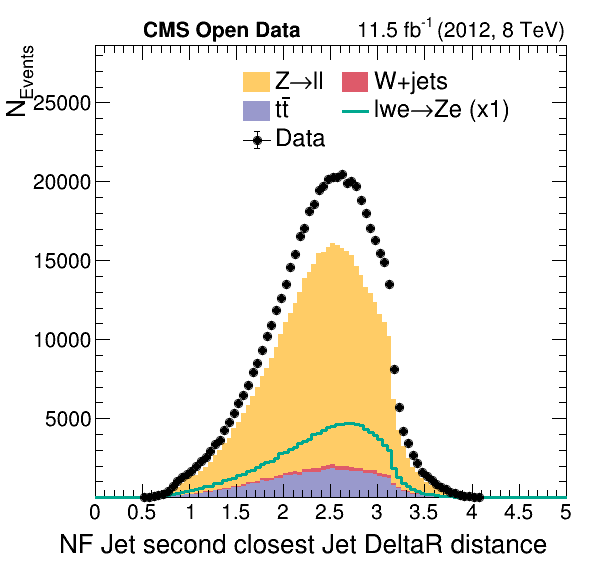 CMS Open Data 11.5 fb⁻¹ (2012, 8 TeV)
N_Events
Z→ll W+jets
tt̄ lwe→Ze (x1)
Data
25000
20000
15000
10000
5000
0 0.5 1 1.5 2 2.5 3 3.5 4 4.5 5
NF Jet second closest Jet DeltaR distance